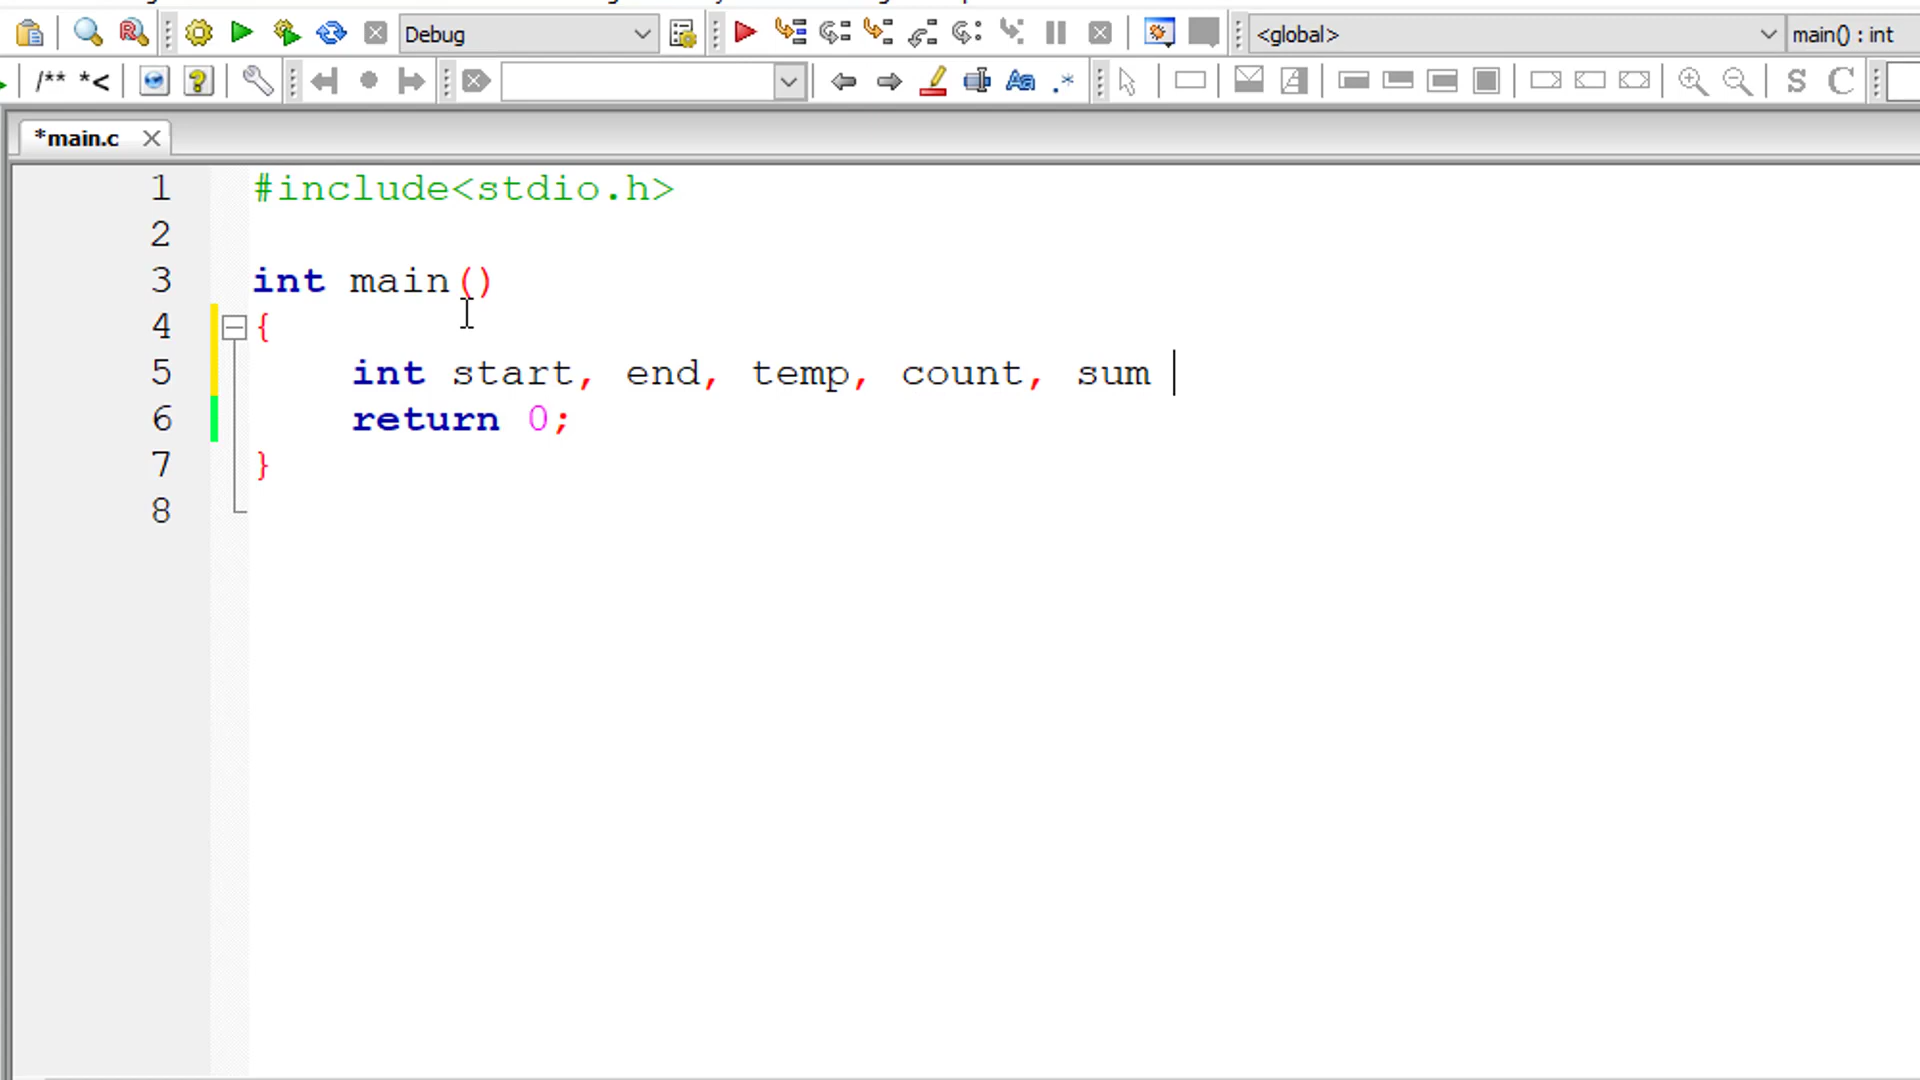 Debug
<global>
main() : int
/** *<
Aa
.*
S
C
*main.c
1 #include<stdio.h>
2
3 int main()
4 {
5 int start, end, temp, count, sum
6 return 0;
7 }
8